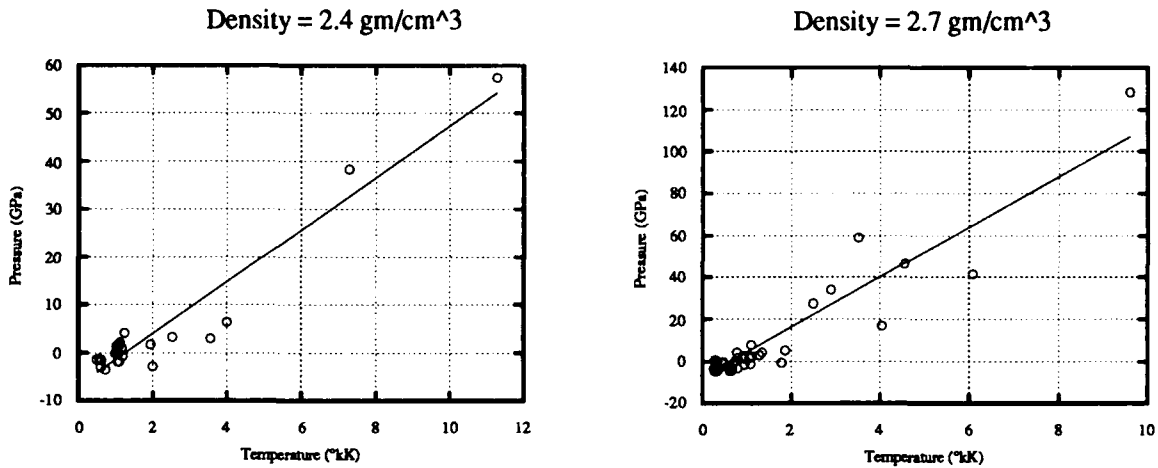 Density = 2.4 gm/cm^3
60
50
40
30
20
10
0
-10
Pressure (GPa)
0 2 4 6 8 10 12
Temperature (°kK)
Density = 2.7 gm/cm^3
140
120
100
80
60
40
20
0
-20
Pressure (GPa)
0 2 4 6 8 10
Temperature (°kK)